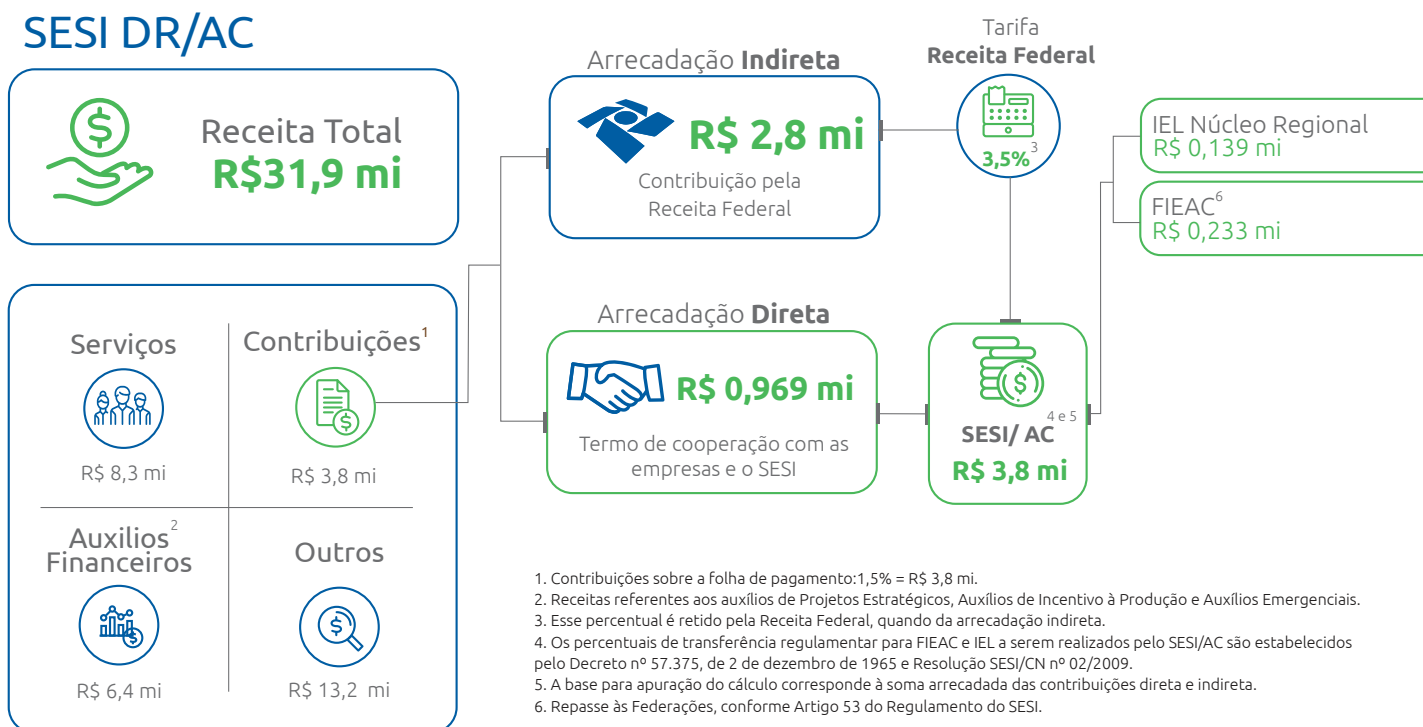 SESI DR/AC
Receita Total
R$31,9 mi
Serviços
R$ 8,3 mi
Contribuições¹
R$ 3,8 mi
Auxilios²
Financeiros
R$ 6,4 mi
Outros
R$ 13,2 mi
Arrecadação Indireta
R$ 2,8 mi
Contribuição pela
Receita Federal
Tarifa
Receita Federal
3,5%³
Arrecadação Direta
R$ 0,969 mi
Termo de cooperação com as
empresas e o SESI
4 e 5
SESI/ AC
R$ 3,8 mi
IEL Núcleo Regional
R$ 0,139 mi
FIEAC⁶
R$ 0,233 mi
1. Contribuições sobre a folha de pagamento:1,5% = R$ 3,8 mi.
2. Receitas referentes aos auxílios de Projetos Estratégicos, Auxílios de Incentivo à Produção e Auxílios Emergenciais.
3. Esse percentual é retido pela Receita Federal, quando da arrecadação indireta.
4. Os percentuais de transferência regulamentar para FIEAC e IEL a serem realizados pelo SESI/AC são estabelecidos
pelo Decreto nº 57.375, de 2 de dezembro de 1965 e Resolução SESI/CN nº 02/2009.
5. A base para apuração do cálculo corresponde à soma arrecadada das contribuições direta e indireta.
6. Repasse às Federações, conforme Artigo 53 do Regulamento do SESI.